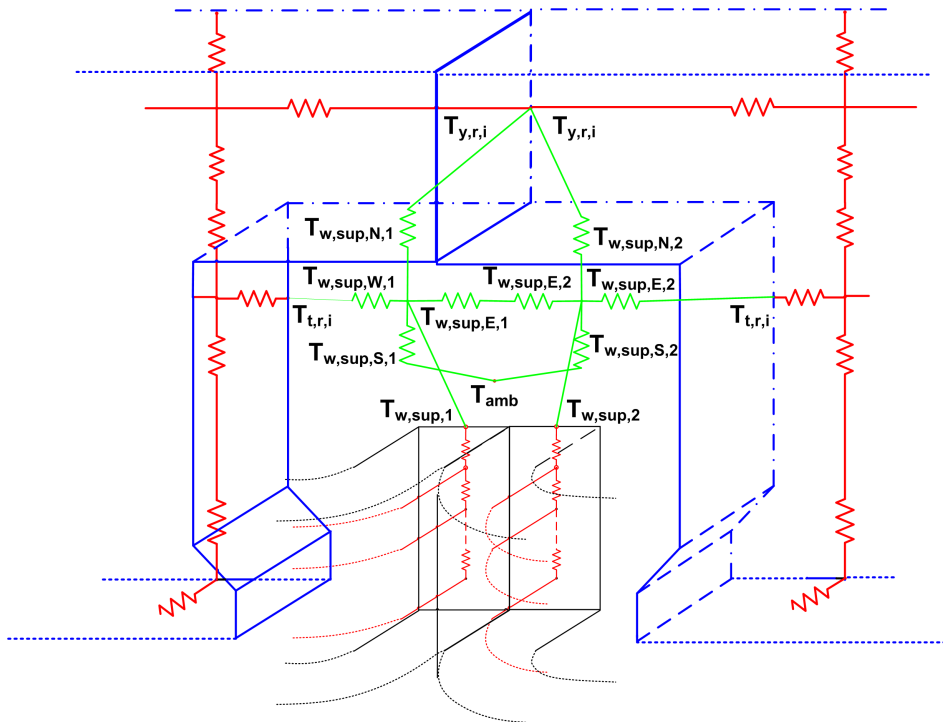 T_y,r,i T_y,r,i
T_w,sup,N,1 T_w,sup,N,2
T_w,sup,W,1 T_w,sup,E,2 T_w,sup,E,2
T_t,r,i T_w,sup,E,1 T_t,r,i
T_w,sup,S,1 T_w,sup,S,2
T_amb
T_w,sup,1 T_w,sup,2